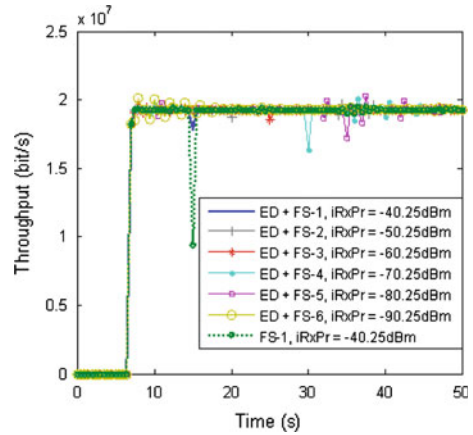 x 10^7
2.5
2
1.5
1
0.5
0
Throughput (bit/s)
ED + FS-1, iRxPr = -40.25dBm
ED + FS-2, iRxPr = -50.25dBm
ED + FS-3, iRxPr = -60.25dBm
ED + FS-4, iRxPr = -70.25dBm
ED + FS-5, iRxPr = -80.25dBm
ED + FS-6, iRxPr = -90.25dBm
FS-1, iRxPr = -40.25dBm
0 10 20 30 40 50
Time (s)